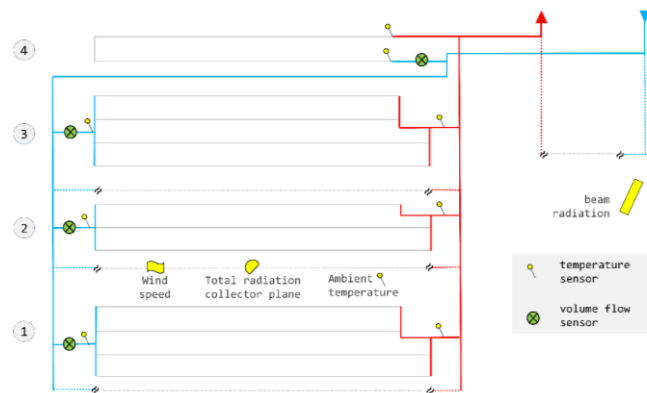 4
3
2
1
beam
radiation
Wind
speed
Total radiation
collector plane
Ambient
temperature
temperature
sensor
volume flow
sensor